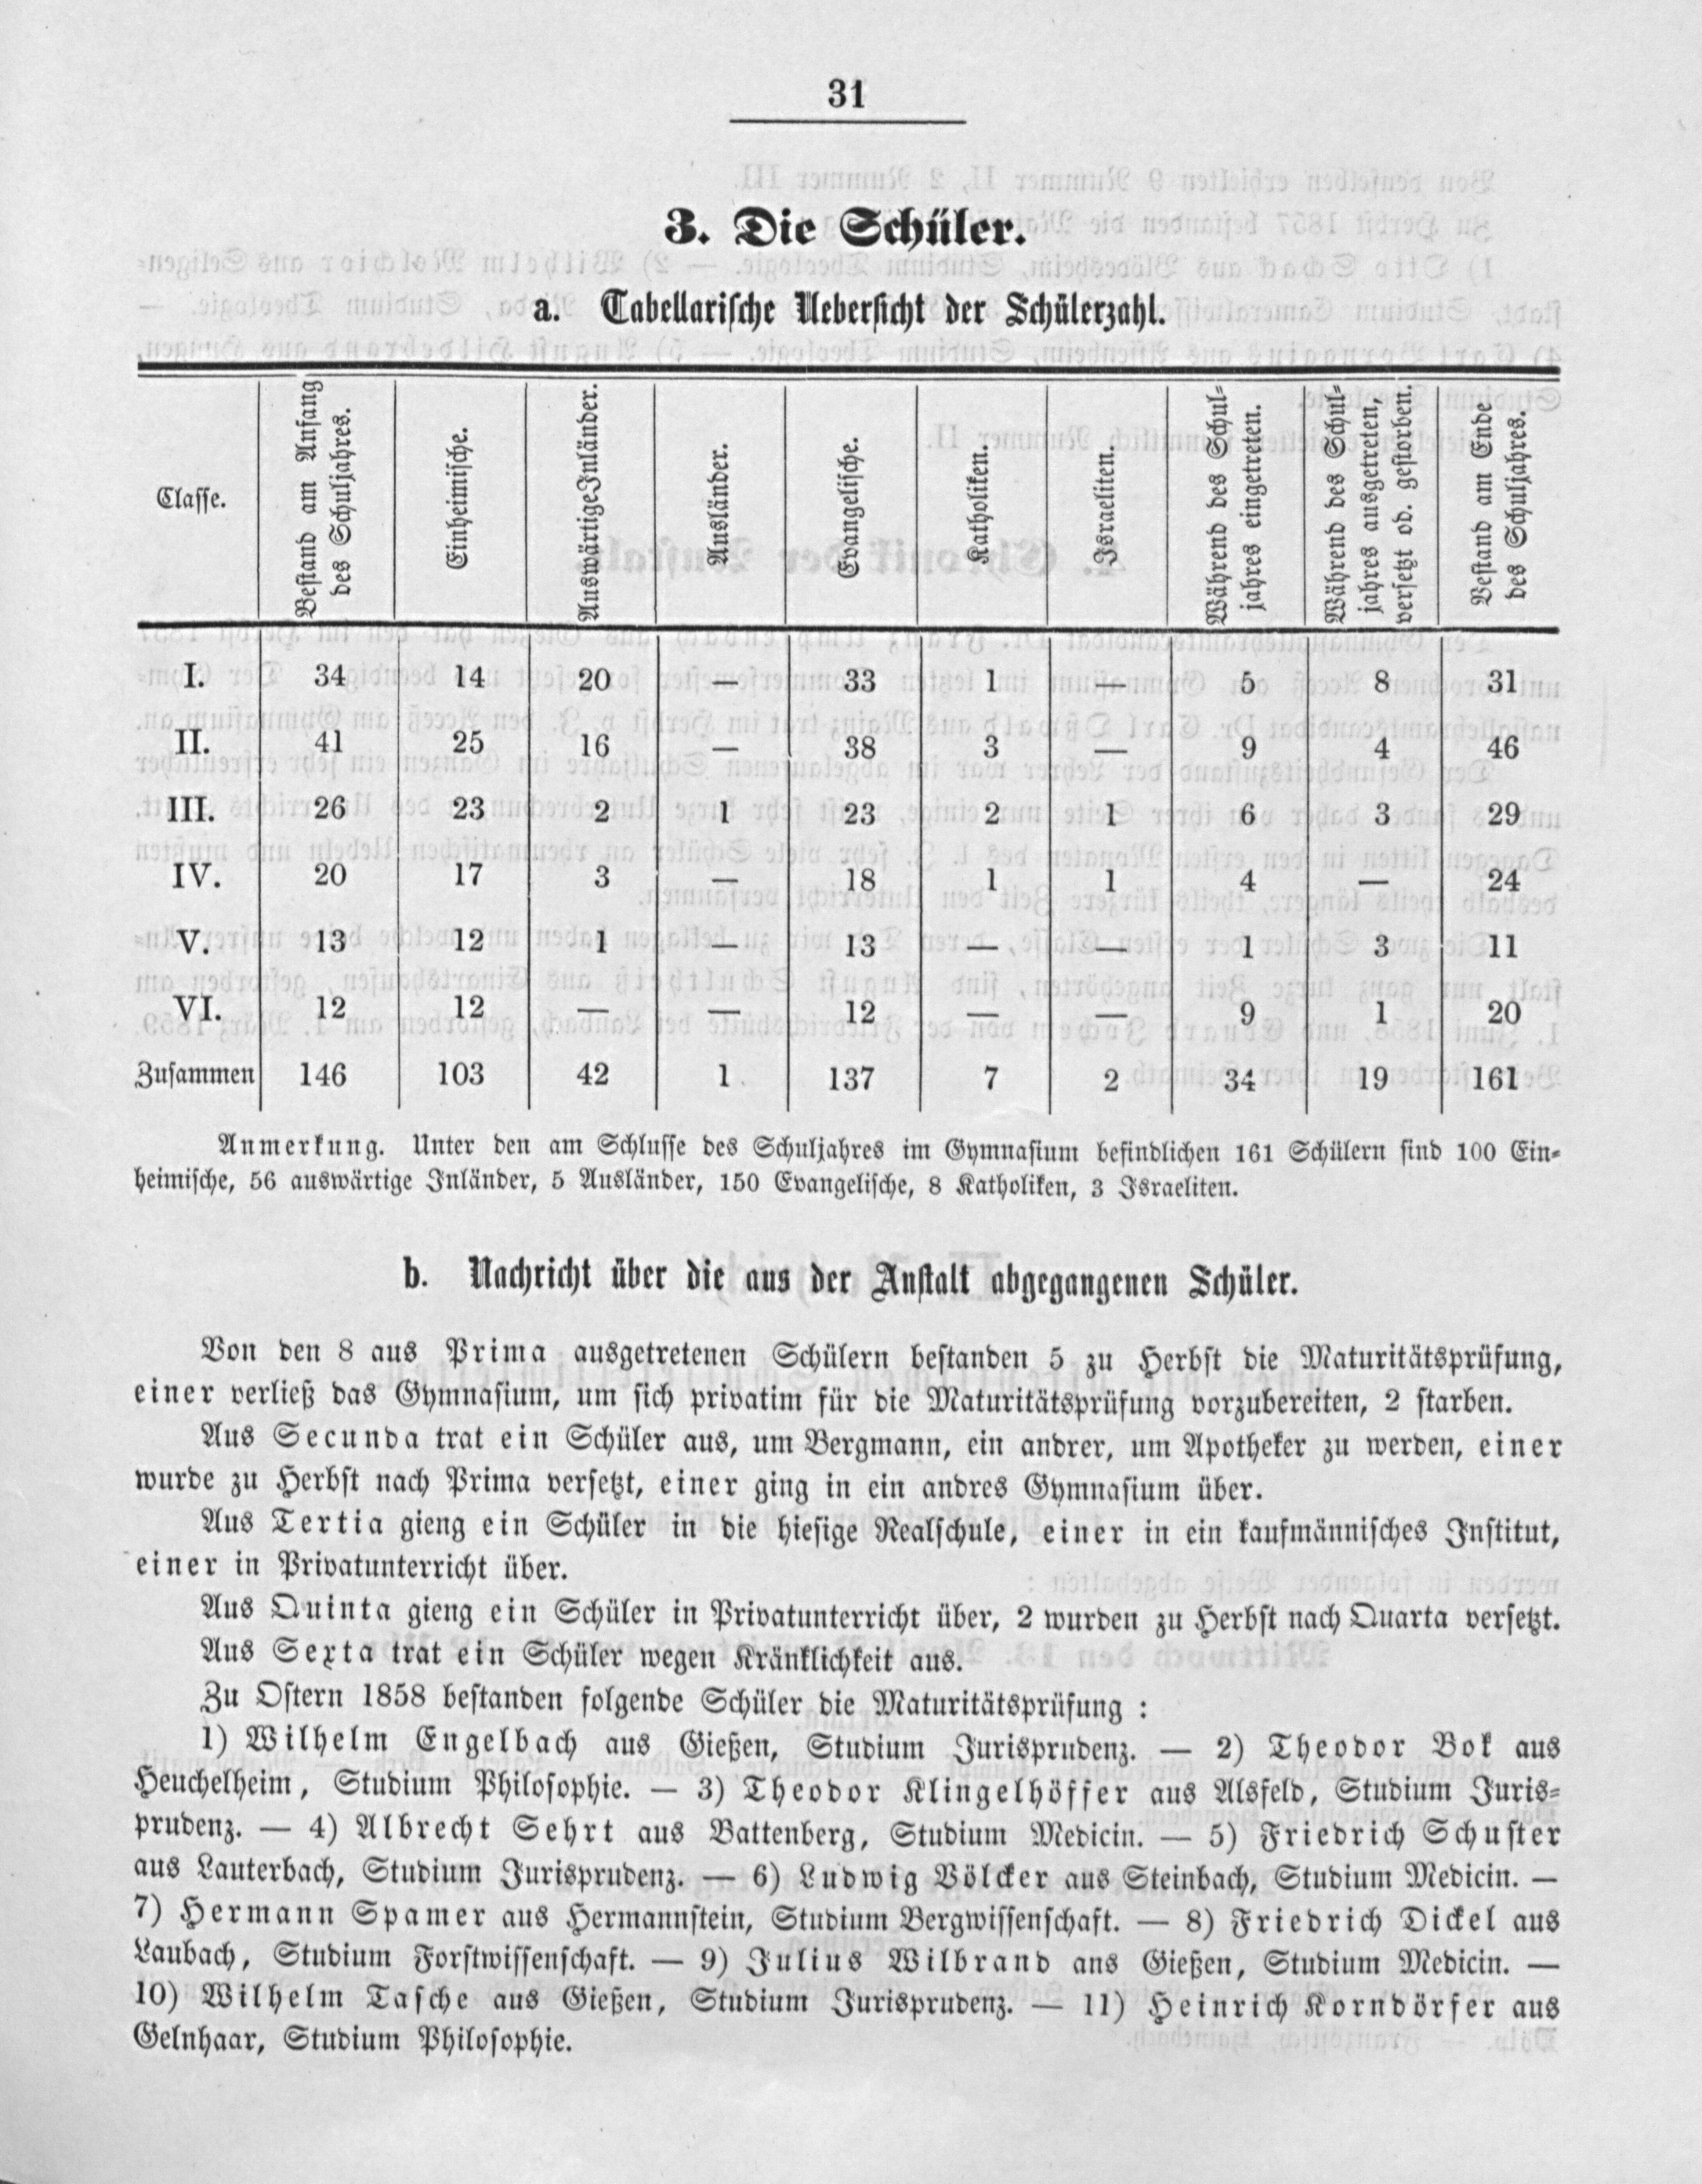 31
3. Die Schüler.
a. Tabellarische Uebersicht der Schülerzahl.
Classe. Bestand am Anfang des Schuljahres. Einheimische. Auswärtige Inländer. Ausländer. Evangelische. Katholiken. Israeliten. Während des Schul=jahres eingetreten. Während des Schul=jahres ausgetreten, versetzt od. gestorben. Bestand am Ende des Schuljahres.
I. 34 14 20 — 33 1 — 5 8 31
II. 41 25 16 — 38 3 — 9 4 46
III. 26 23 2 1 23 2 1 6 3 29
IV. 20 17 3 — 18 1 1 4 — 24
V. 13 12 1 — 13 — — 1 3 11
VI. 12 12 — — 12 — — 9 1 20
Zusammen 146 103 42 1 137 7 2 34 19 161
Anmerkung. Unter den am Schlusse des Schuljahres im Gymnasium befindlichen 161 Schülern sind 100 Ein=
heimische, 56 auswärtige Inländer, 5 Ausländer, 150 Evangelische, 8 Katholiken, 3 Israeliten.
b. Nachricht über die aus der Anstalt abgegangenen Schüler.
Von den 8 aus Prima ausgetretenen Schülern bestanden 5 zu Herbst die Maturitätsprüfung,
einer verließ das Gymnasium, um sich privatim für die Maturitätsprüfung vorzubereiten, 2 starben.
Aus Secunda trat ein Schüler aus, um Bergmann, ein andrer, um Apotheker zu werden, einer
wurde zu Herbst nach Prima versetzt, einer ging in ein andres Gymnasium über.
Aus Tertia gieng ein Schüler in die hiesige Realschule, einer in ein kaufmännisches Institut,
einer in Privatunterricht über.
Aus Quinta gieng ein Schüler in Privatunterricht über, 2 wurden zu Herbst nach Quarta versetzt.
Aus Sexta trat ein Schüler wegen Kränklichkeit aus.
Zu Ostern 1858 bestanden folgende Schüler die Maturitätsprüfung :
1) Wilhelm Engelbach aus Gießen, Studium Jurisprudenz. — 2) Theodor Bok aus
Heuchelheim, Studium Philosophie. — 3) Theodor Klingelhöffer aus Alsfeld, Studium Juris=
prudenz. — 4) Albrecht Sehrt aus Battenberg, Studium Medicin. — 5) Friedrich Schuster
aus Lauterbach, Studium Jurisprudenz. — 6) Ludwig Völcker aus Steinbach, Studium Medicin. —
7) Hermann Spamer aus Hermannstein, Studium Bergwissenschaft. — 8) Friedrich Dickel aus
Laubach, Studium Forstwissenschaft. — 9) Julius Wilbrand ans Gießen, Studium Medicin. —
10) Wilhelm Tasche aus Gießen, Studium Jurisprudenz. — 11) Heinrich Korndörfer aus
Gelnhaar, Studium Philosophie.